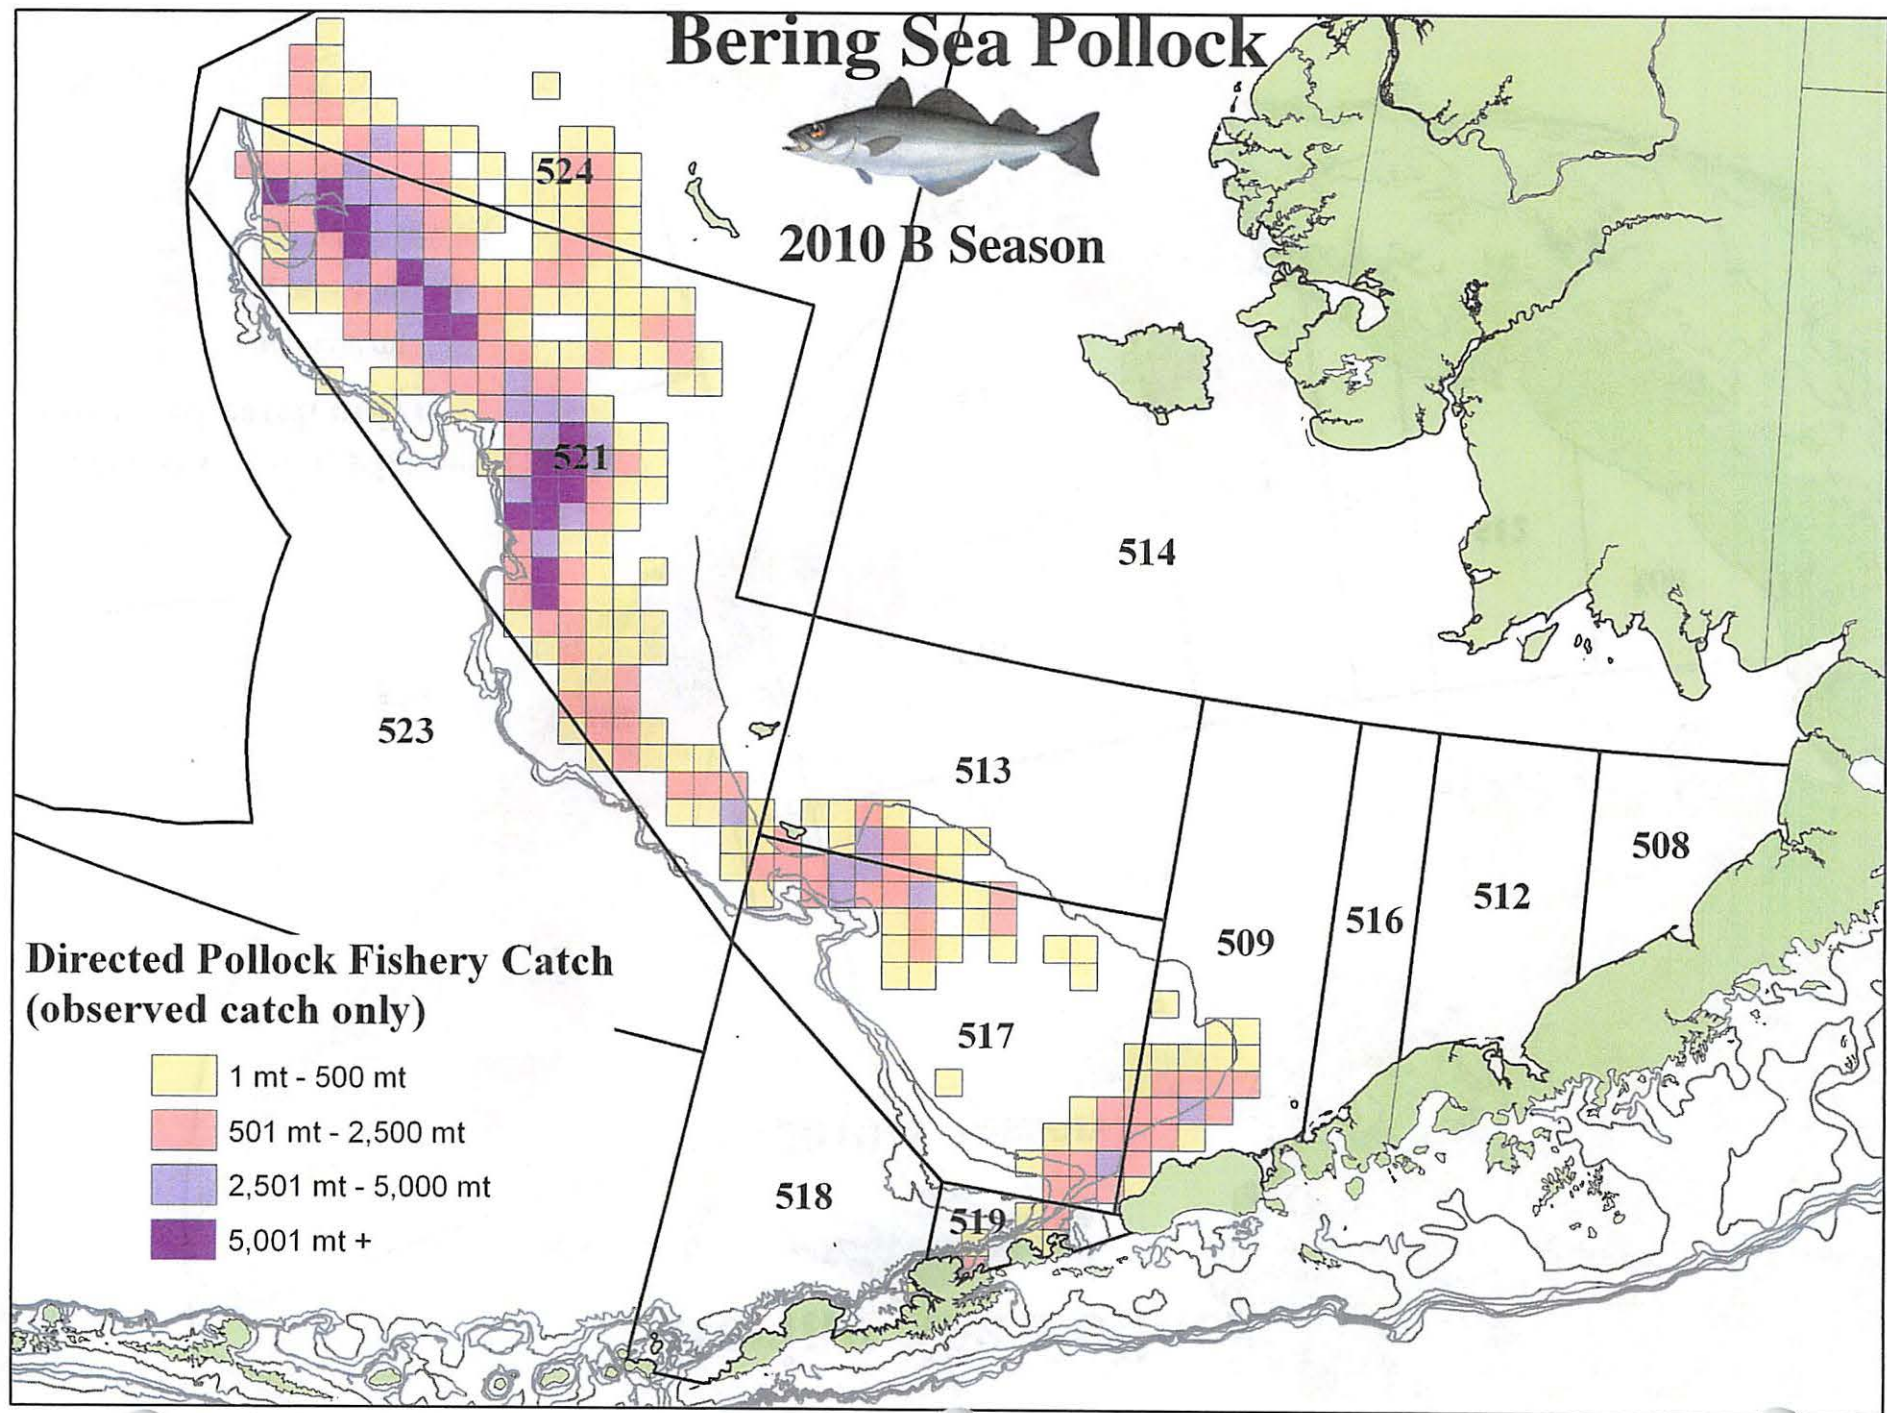 Bering Sea Pollock
2010 B Season
524
521
514
523
513
508
512
516
509
517
518
519
Directed Pollock Fishery Catch
(observed catch only)
1 mt - 500 mt
501 mt - 2,500 mt
2,501 mt - 5,000 mt
5,001 mt +